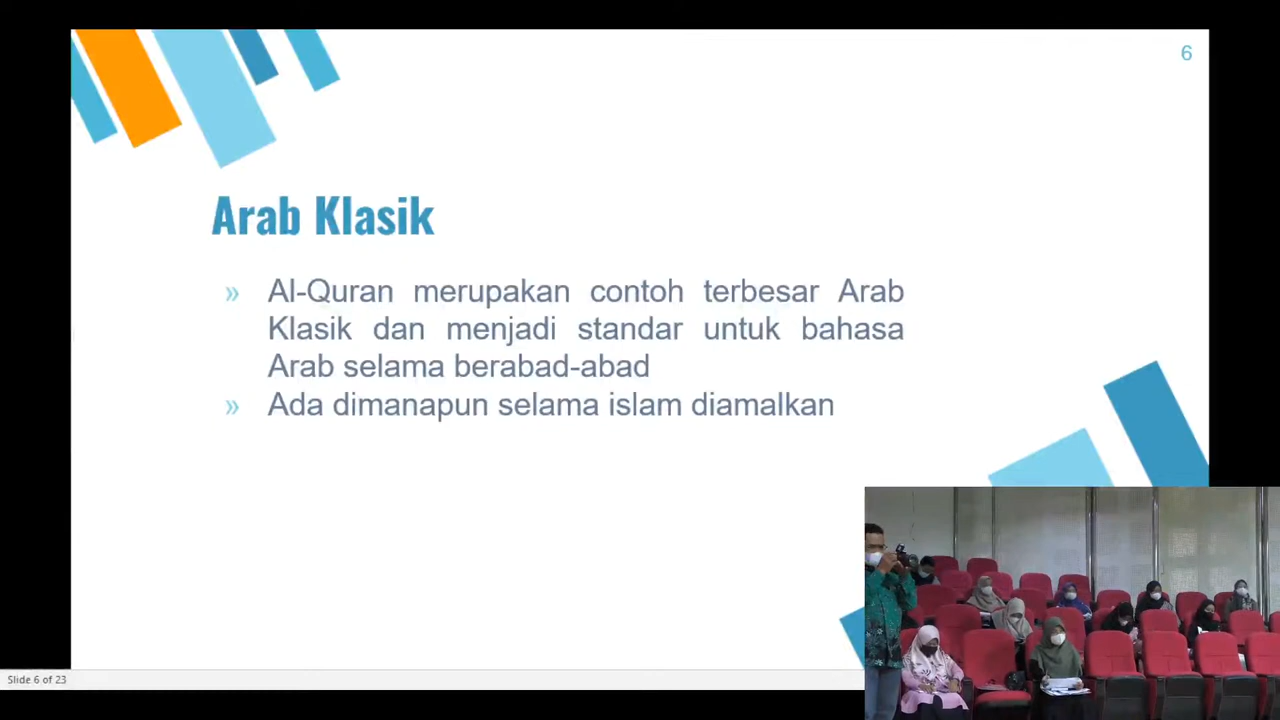 6
Arab Klasik
» Al-Quran merupakan contoh terbesar Arab
Klasik dan menjadi standar untuk bahasa
Arab selama berabad-abad
» Ada dimanapun selama islam diamalkan
Slide 6 of 23